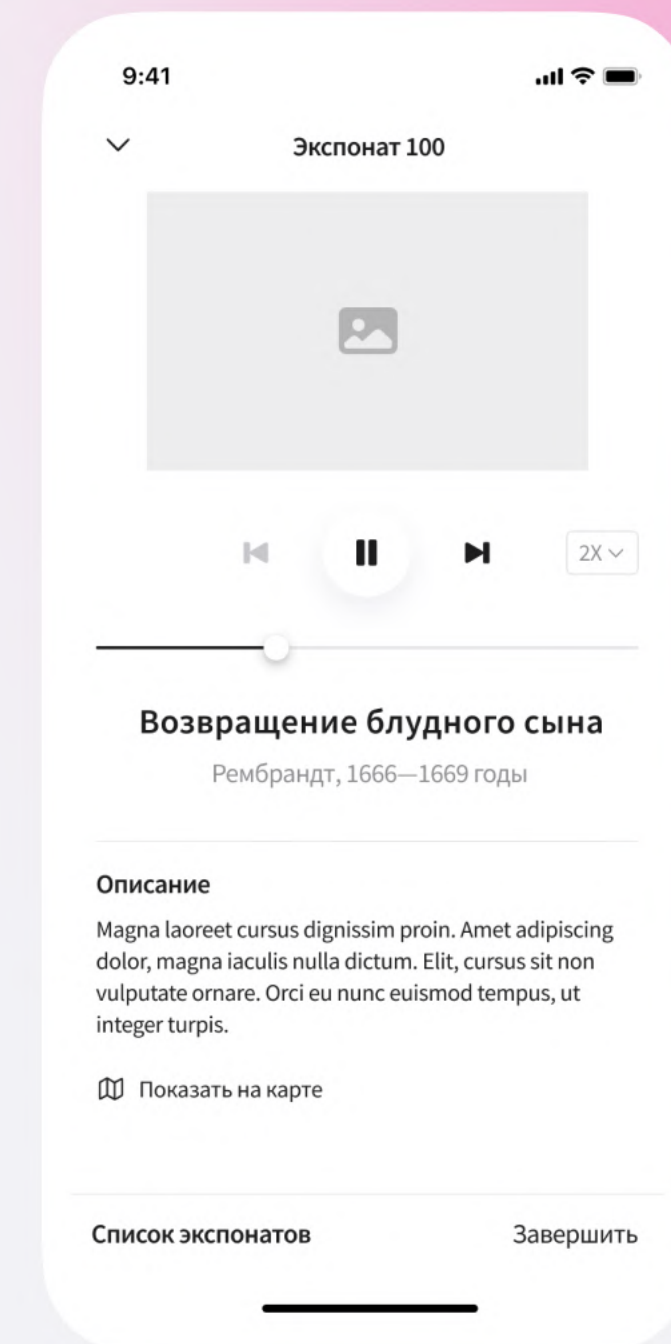 9:41
Экспонат 100
2X
Возвращение блудного сына
Рембрандт, 1666—1669 годы
Описание
Magna laoreet cursus dignissim proin. Amet adipiscing
dolor, magna iaculis nulla dictum. Elit, cursus sit non
vulputate ornare. Orci eu nunc euismod tempus, ut
integer turpis.
Показать на карте
Список экспонатов
Завершить